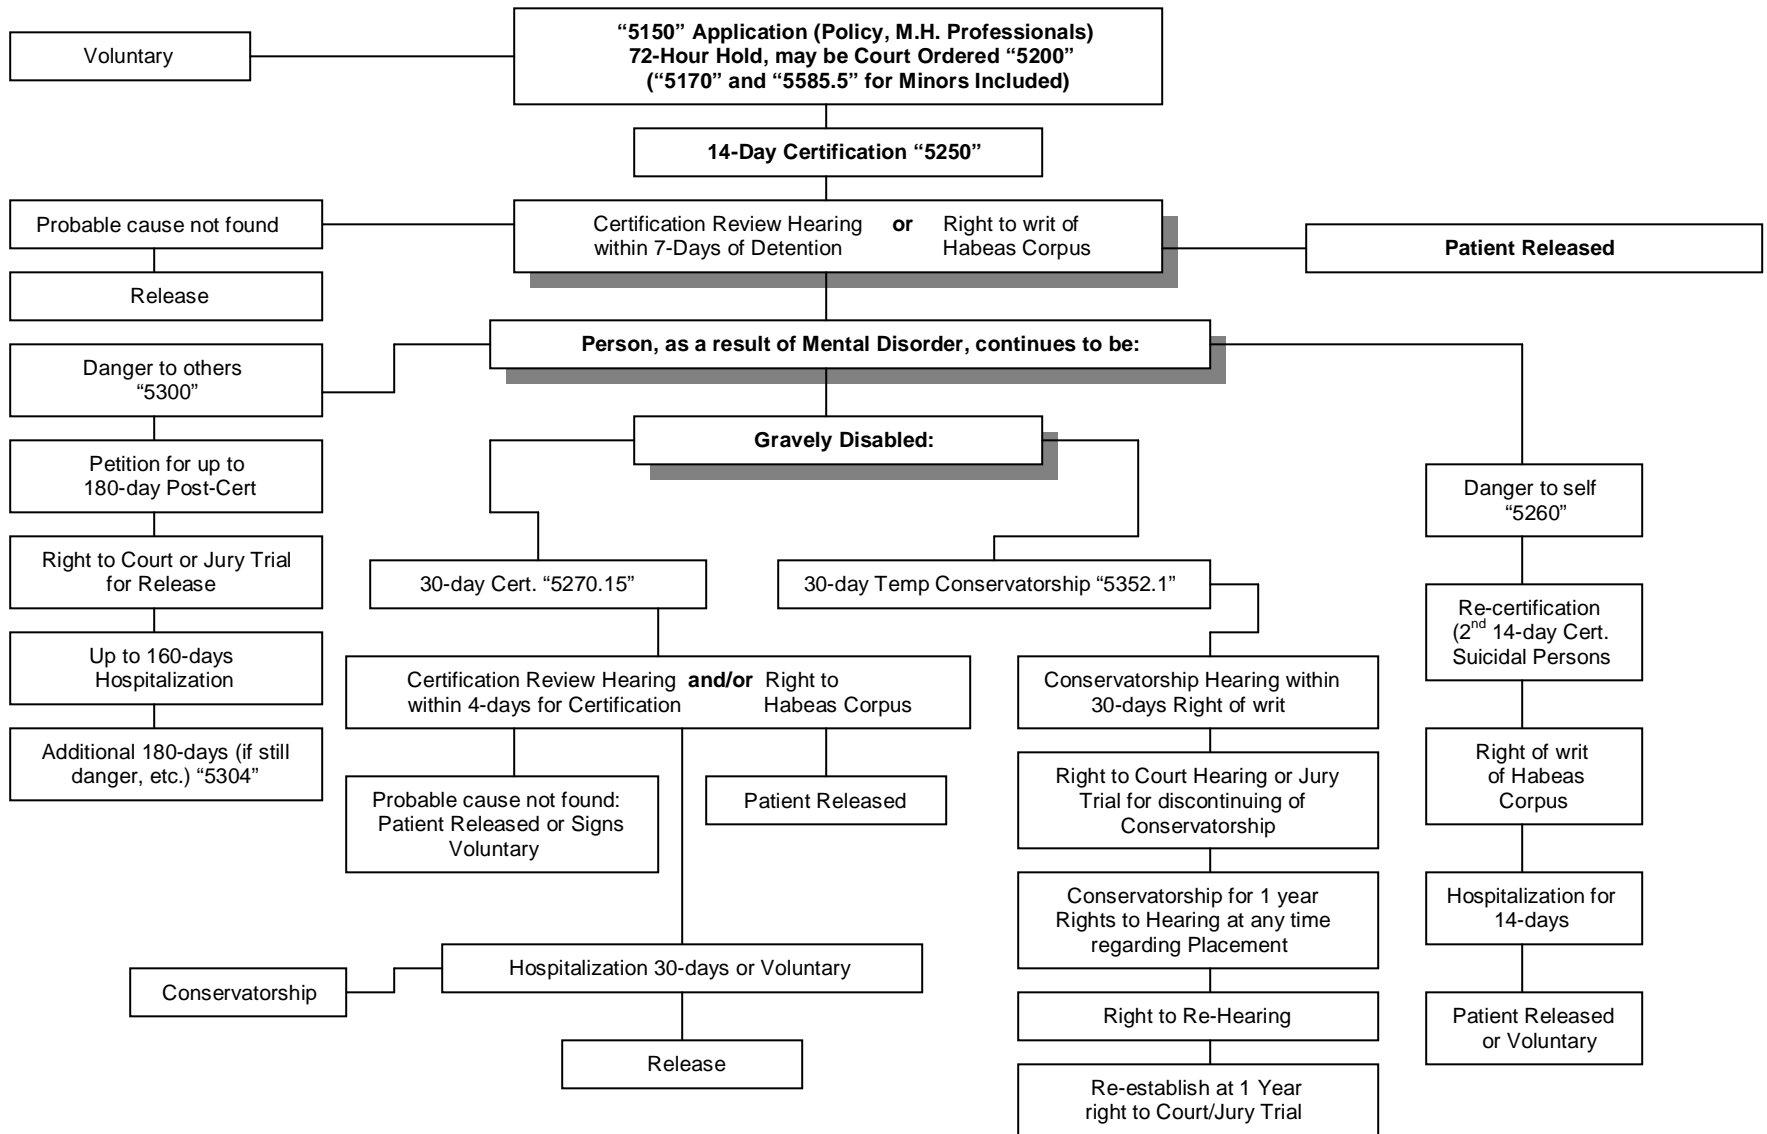 Voluntary
“5150” Application (Policy, M.H. Professionals)
72-Hour Hold, may be Court Ordered “5200”
(“5170” and “5585.5” for Minors Included)
14-Day Certification “5250”
Probable cause not found
Release
Certification Review Hearing or Right to writ of
within 7-Days of Detention Habeas Corpus
Patient Released
Person, as a result of Mental Disorder, continues to be:
Danger to others
“5300”
Petition for up to
180-day Post-Cert
Right to Court or Jury Trial
for Release
Up to 160-days
Hospitalization
Additional 180-days (if still
danger, etc.) “5304”
Gravely Disabled:
30-day Cert. “5270.15”
Certification Review Hearing and/or Right to
within 4-days for Certification Habeas Corpus
Probable cause not found:
Patient Released or Signs
Voluntary
Patient Released
Hospitalization 30-days or Voluntary
Conservatorship
Release
30-day Temp Conservatorship “5352.1”
Conservatorship Hearing within
30-days Right of writ
Right to Court Hearing or Jury
Trial for discontinuing of
Conservatorship
Conservatorship for 1 year
Rights to Hearing at any time
regarding Placement
Right to Re-Hearing
Re-establish at 1 Year
right to Court/Jury Trial
Danger to self
“5260”
Re-certification
(2nd 14-day Cert.
Suicidal Persons
Right of writ
of Habeas
Corpus
Hospitalization for
14-days
Patient Released
or Voluntary